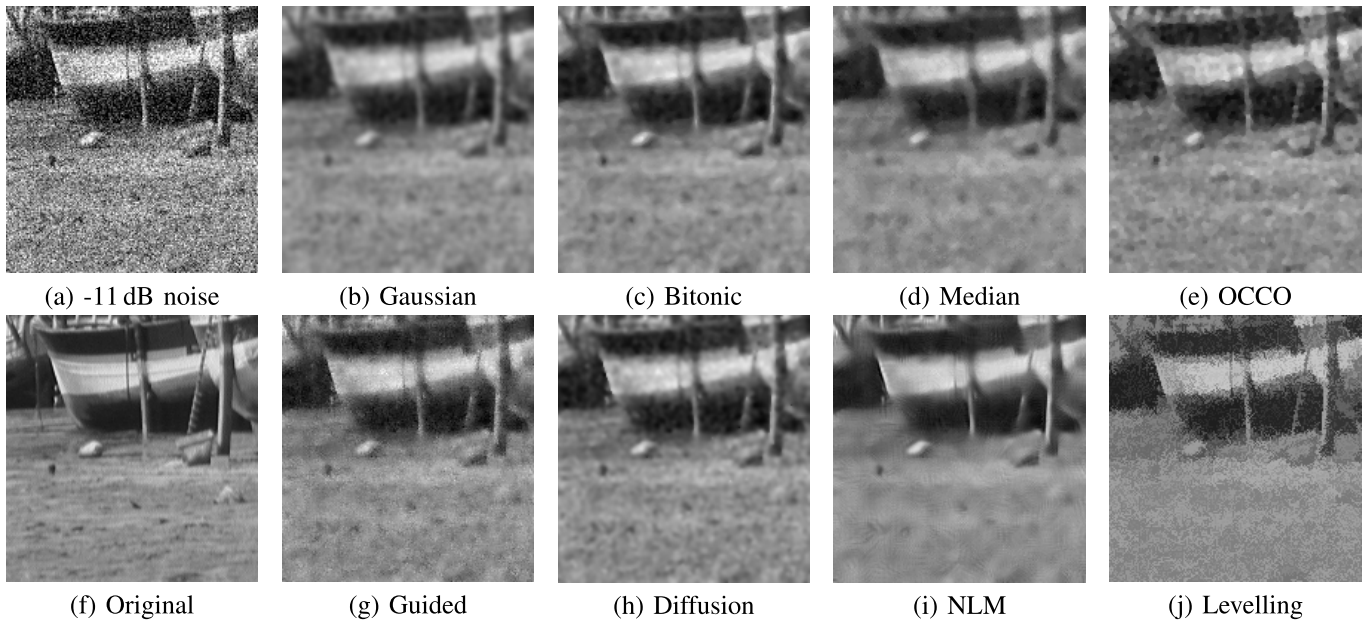 (a) -11 dB noise
(b) Gaussian
(c) Bitonic
(d) Median
(e) OCCO
(f) Original
(g) Guided
(h) Diffusion
(i) NLM
(j) Levelling